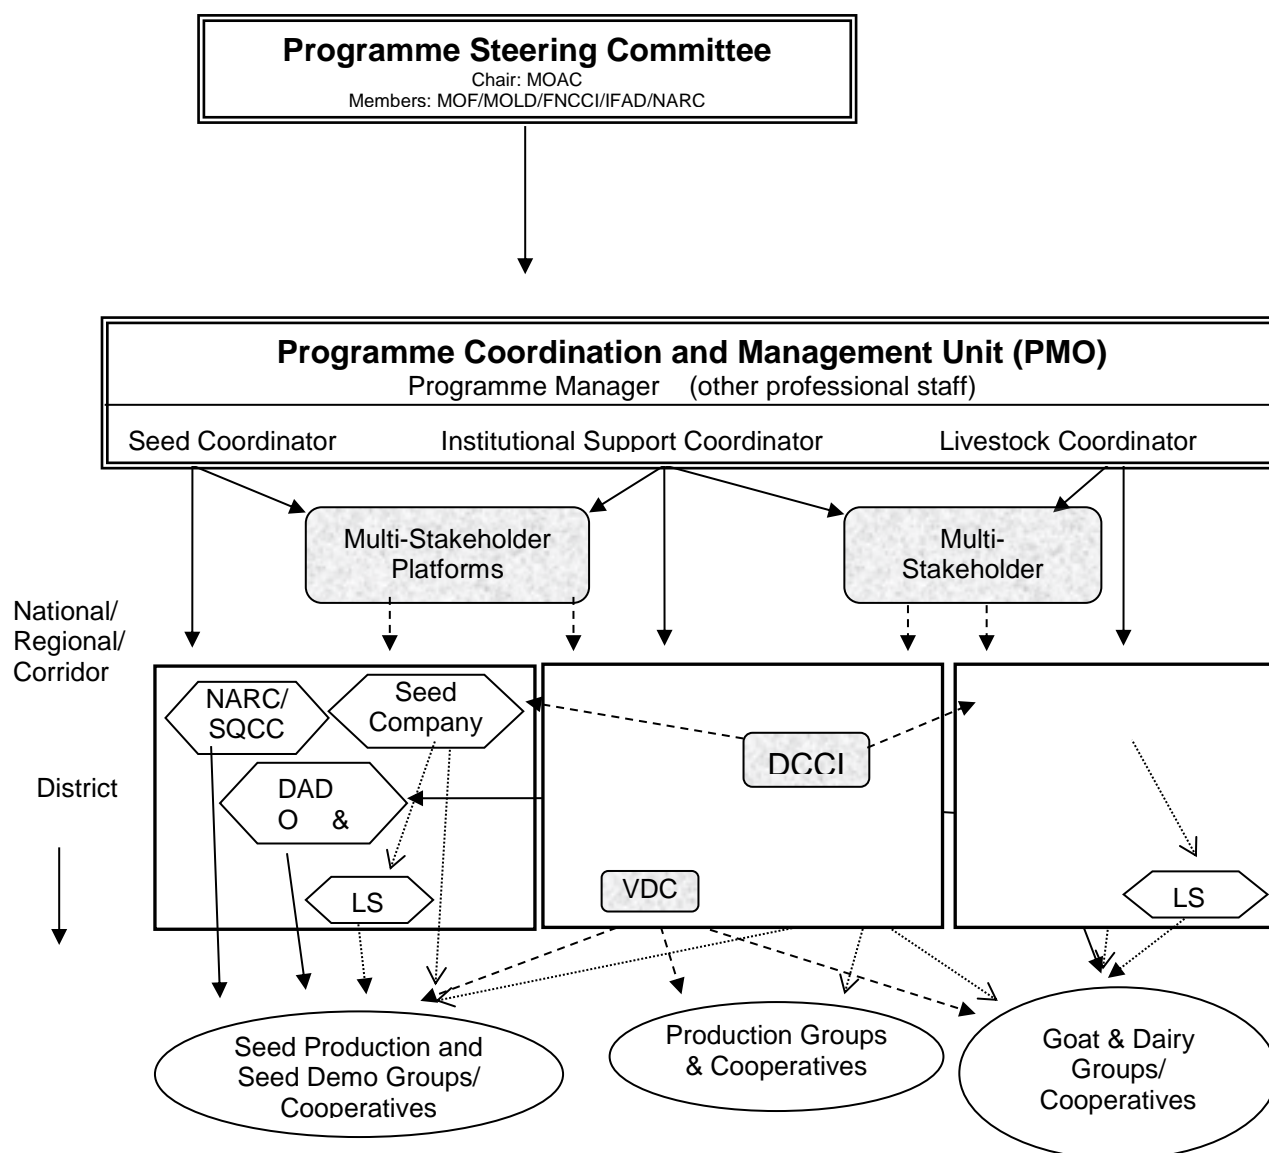 Programme Steering Committee
Chair: MOAC
Members: MOF/MOLD/FNCCI/IFAD/NARC
Programme Coordination and Management Unit (PMO)
Programme Manager (other professional staff)
Seed Coordinator
Institutional Support Coordinator
Livestock Coordinator
Multi-Stakeholder
Platforms
Multi-
Stakeholder
National/
Regional/
Corridor
NARC/
SQCC
Seed
Company
DCCI
District
DAD
O &
LS
VDC
LS
Seed Production and
Seed Demo Groups/
Cooperatives
Production Groups
& Cooperatives
Goat & Dairy
Groups/
Cooperatives